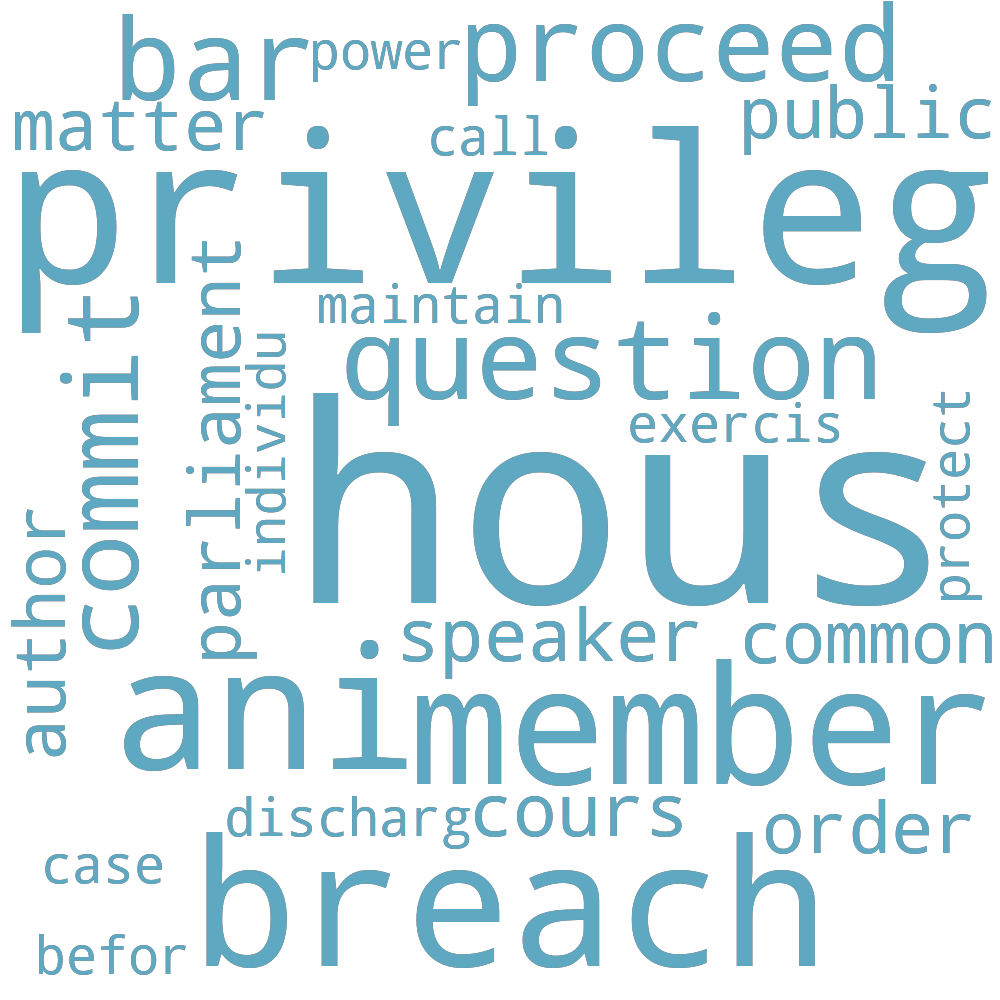 bar
power
proceed
matter
call
public
privileg
maintain
commit
parliament
individu
question
exercis
protect
hous
author
speaker
common
ani
member
discharg
cours
order
case
breach
befor